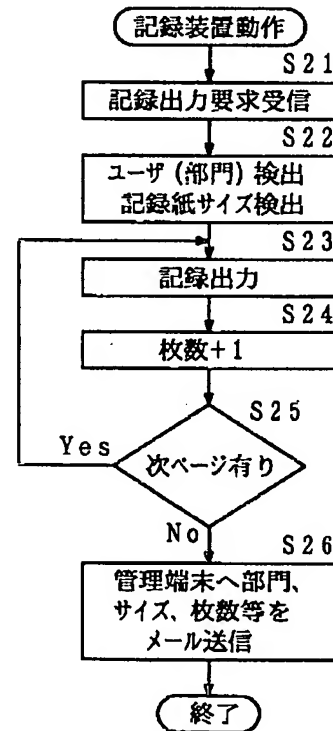 記録装置動作
S21
記録出力要求受信
S22
ユーザ(部門)検出
記録紙サイズ検出
S23
記録出力
S24
枚数+1
S25
Yes
次ページ有り
No
S26
管理端末へ部門、
サイズ、枚数等を
メール送信
終了